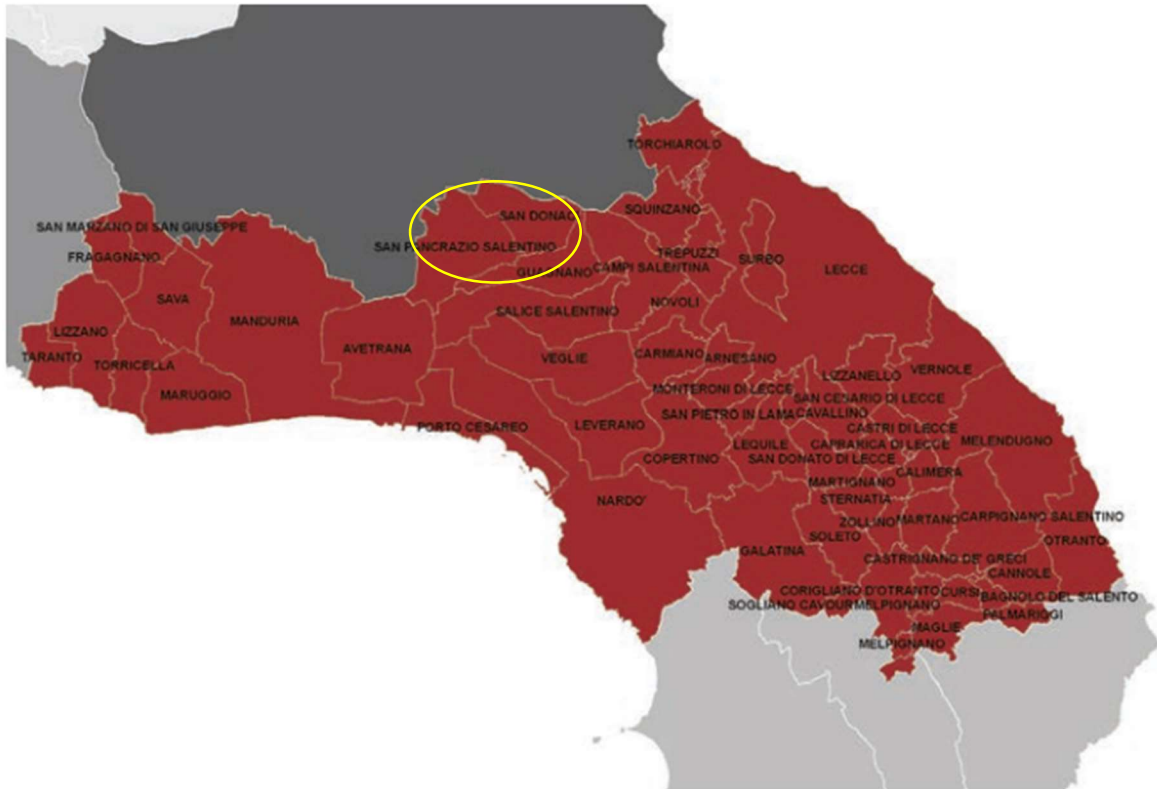 TORCHIAROLO
SAN DONACI
SQUINZANO
SAN MARZANO DI SAN GIUSEPPE
SAN PANCRAZIO SALENTINO
FRAGAGNANO
TREPUZZI
SURBO
GUAGNANO
CAMPI SALENTINA
LECCE
SAVA
NOVOLI
SALICE SALENTINO
MANDURIA
LIZZANO
AVETRANA
TARANTO
TORRICELLA
VEGLIE
CARMIANO
ARNESANO
LIZZANELLO
VERNOLE
MARUGGIO
MONTERONI DI LECCE
SAN CESARIO DI LECCE
SAN PIETRO IN LAMA
CAVALLINO
PORTO CESAREO
LEVERANO
CASTRI DI LECCE
LEQUILE
CAPRARICA DI LECCE
MELENDUGNO
COPERTINO
SAN DONATO DI LECCE
CALIMERA
MARTIGNANO
NARDO'
STERNATIA
ZOLLINO
MARTANO
CARPIGNANO SALENTINO
SOLETO
OTRANTO
GALATINA
CASTRIGNANO DE' GRECI
CANNOLE
CORIGLIANO D'OTRANTO
CURSI
BAGNOLO DEL SALENTO
SOGLIANO CAVOUR
MELPIGNANO
PALMARIGGI
MAGLIE
MELPIGNANO